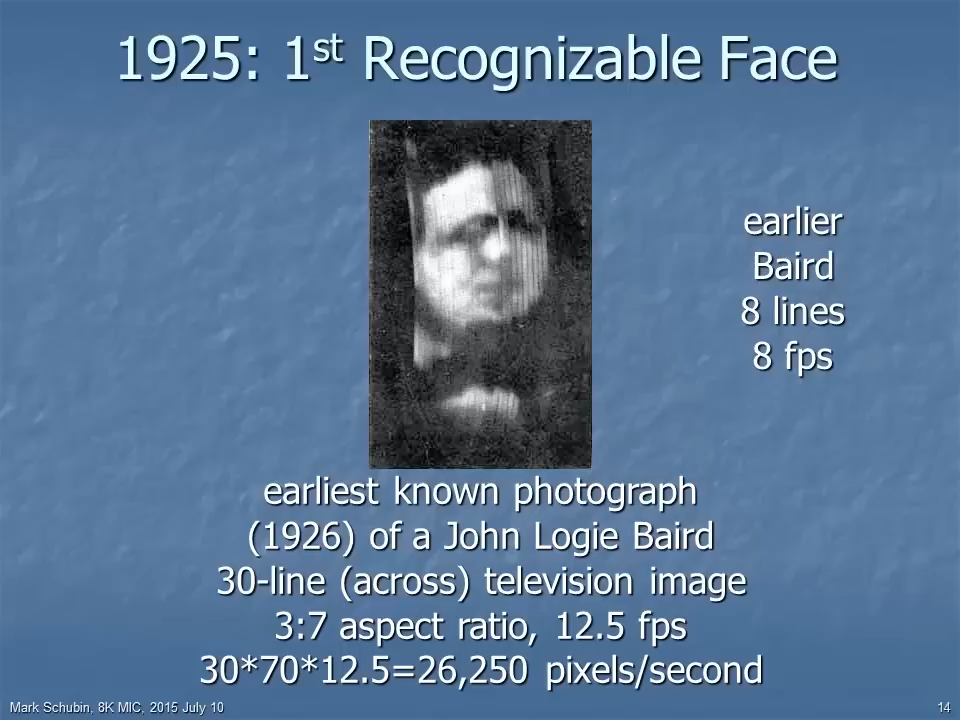 1925: 1st Recognizable Face
earlier
Baird
8 lines
8 fps
earliest known photograph
(1926) of a John Logie Baird
30-line (across) television image
3:7 aspect ratio, 12.5 fps
30*70*12.5=26,250 pixels/second
Mark Schubin, 8K MIC, 2015 July 10
14